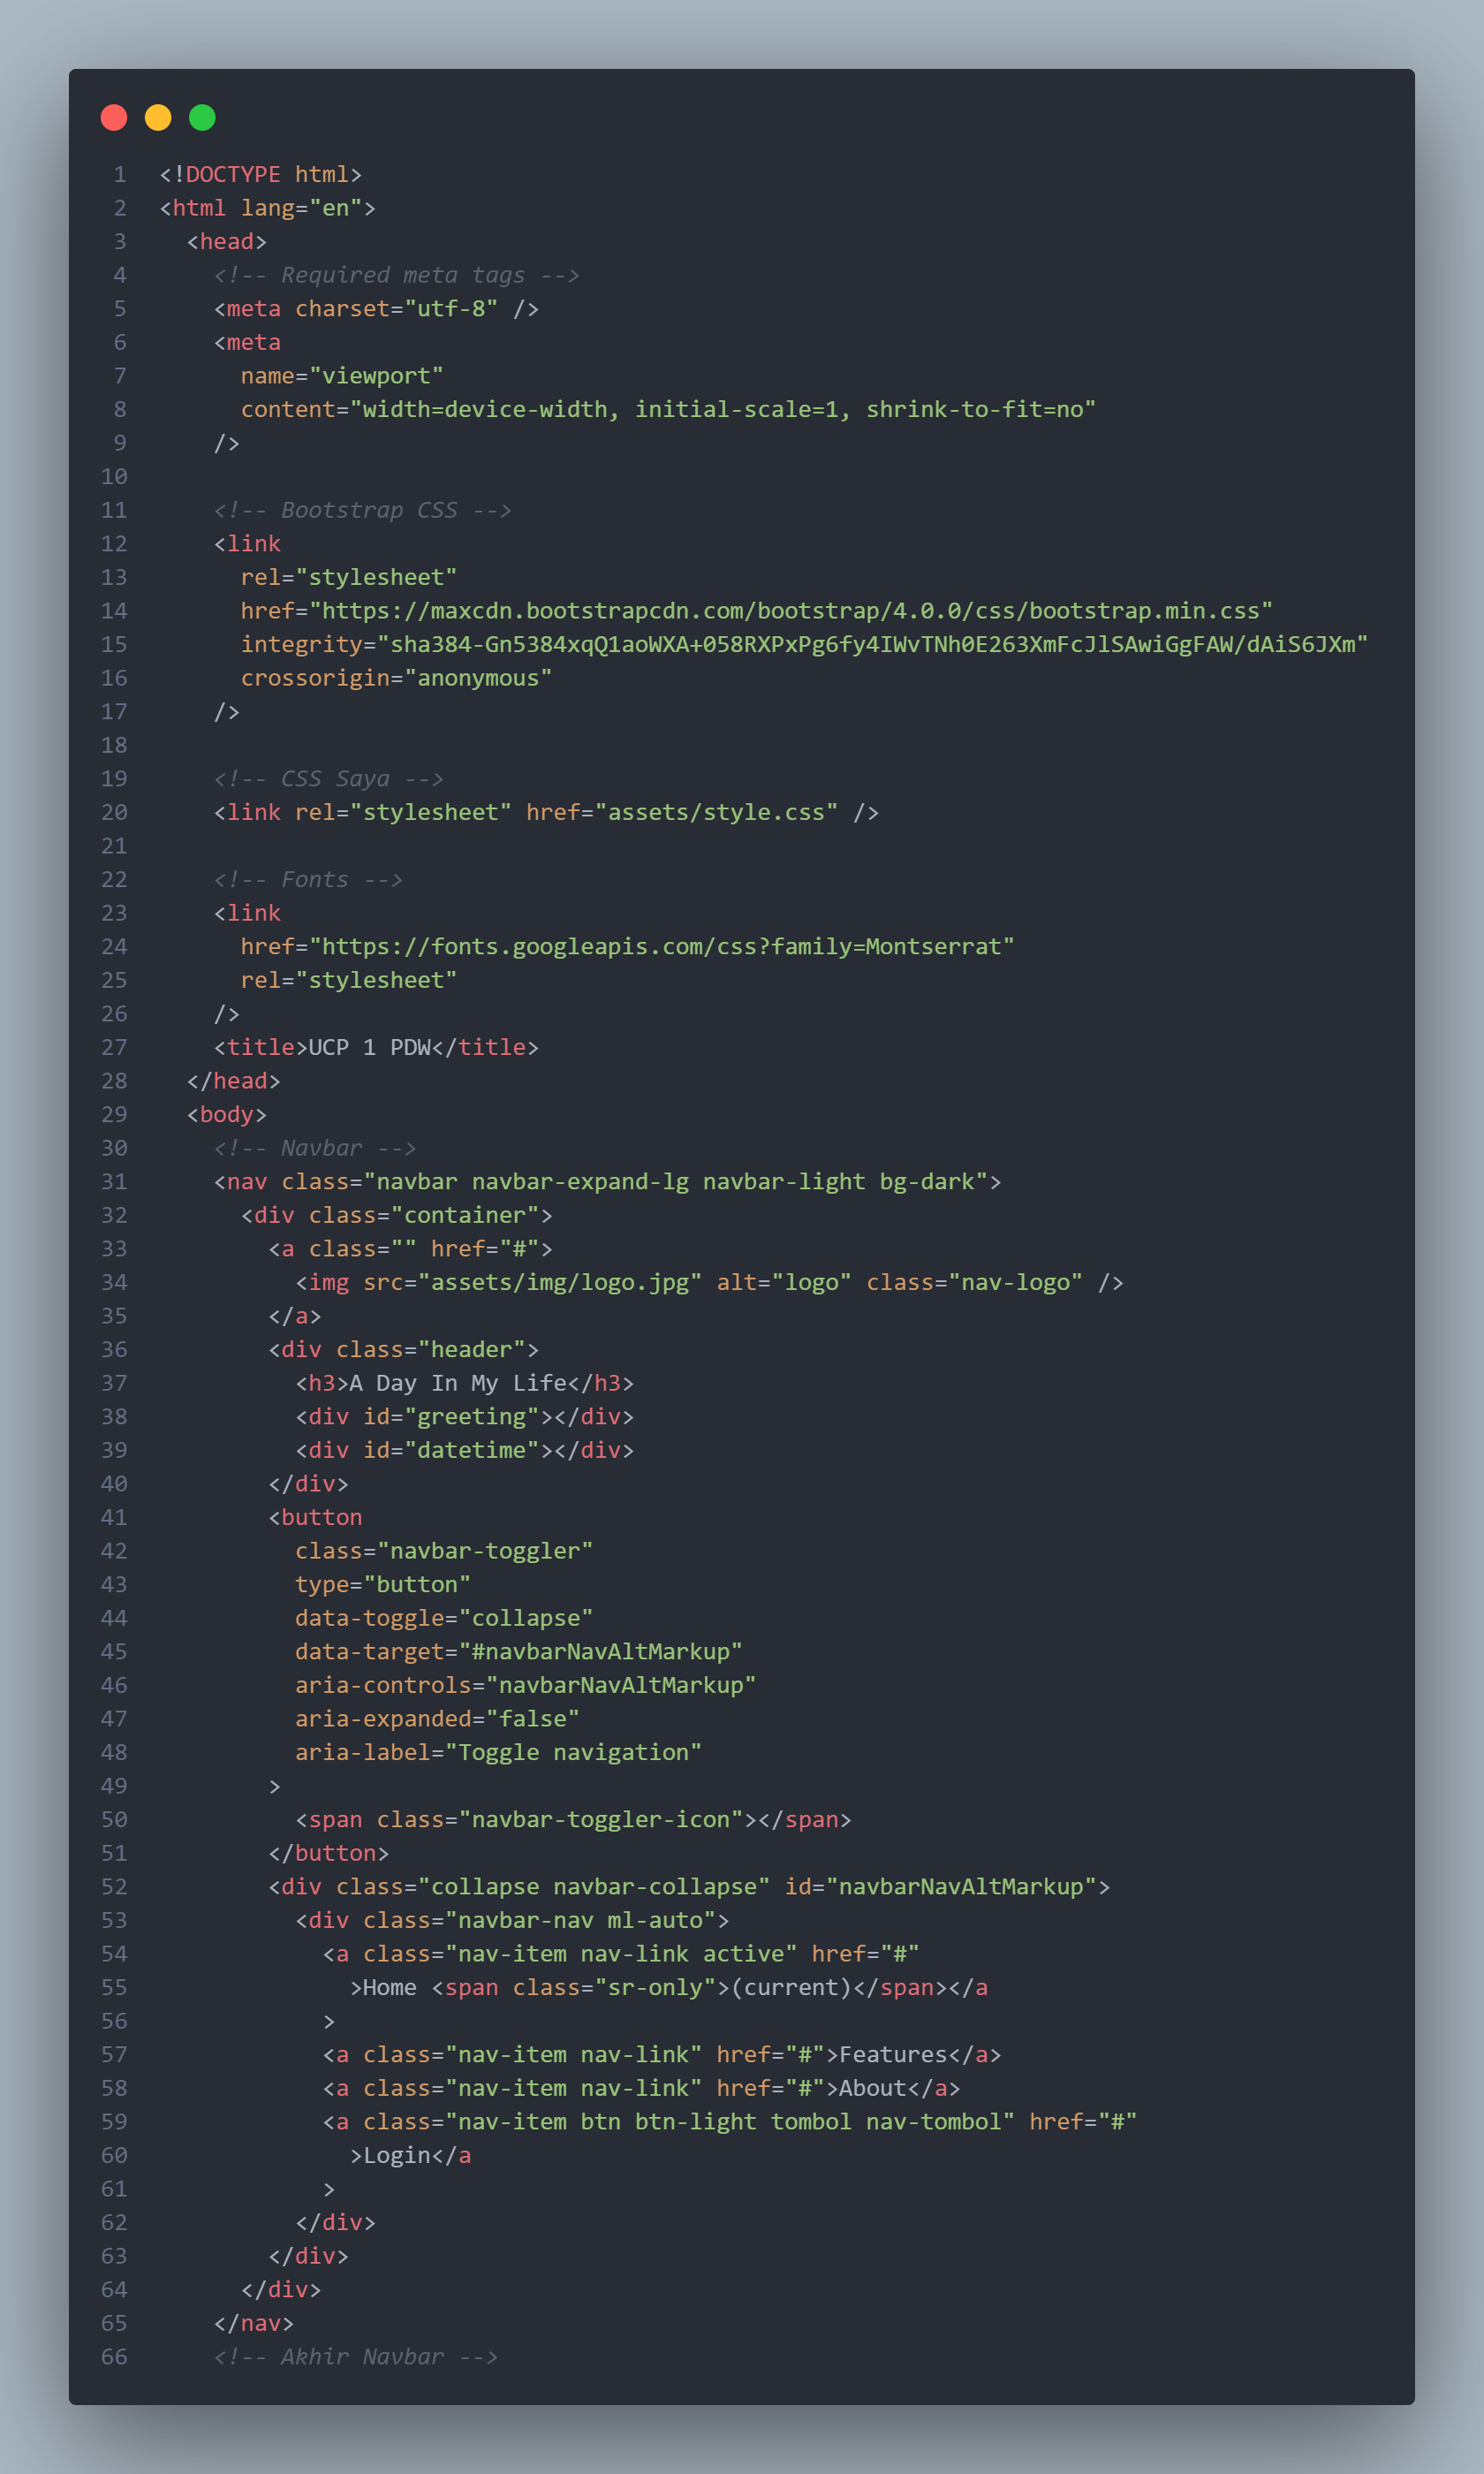 1 <!DOCTYPE html>
2 <html lang="en">
3   <head>
4     <!-- Required meta tags -->
5     <meta charset="utf-8" />
6     <meta
7       name="viewport"
8       content="width=device-width, initial-scale=1, shrink-to-fit=no"
9     />
10
11     <!-- Bootstrap CSS -->
12     <link
13       rel="stylesheet"
14       href="https://maxcdn.bootstrapcdn.com/bootstrap/4.0.0/css/bootstrap.min.css"
15       integrity="sha384-Gn5384xqQ1aoWXA+058RXPxPg6fy4IWvTNh0E263XmFcJlSAwiGgFAW/dAiS6JXm"
16       crossorigin="anonymous"
17     />
18
19     <!-- CSS Saya -->
20     <link rel="stylesheet" href="assets/style.css" />
21
22     <!-- Fonts -->
23     <link
24       href="https://fonts.googleapis.com/css?family=Montserrat"
25       rel="stylesheet"
26     />
27     <title>UCP 1 PDW</title>
28   </head>
29   <body>
30     <!-- Navbar -->
31     <nav class="navbar navbar-expand-lg navbar-light bg-dark">
32       <div class="container">
33         <a class="" href="#">
34           <img src="assets/img/logo.jpg" alt="logo" class="nav-logo" />
35         </a>
36         <div class="header">
37           <h3>A Day In My Life</h3>
38           <div id="greeting"></div>
39           <div id="datetime"></div>
40         </div>
41         <button
42           class="navbar-toggler"
43           type="button"
44           data-toggle="collapse"
45           data-target="#navbarNavAltMarkup"
46           aria-controls="navbarNavAltMarkup"
47           aria-expanded="false"
48           aria-label="Toggle navigation"
49         >
50           <span class="navbar-toggler-icon"></span>
51         </button>
52         <div class="collapse navbar-collapse" id="navbarNavAltMarkup">
53           <div class="navbar-nav ml-auto">
54             <a class="nav-item nav-link active" href="#"
55               >Home <span class="sr-only">(current)</span></a
56             >
57             <a class="nav-item nav-link" href="#">Features</a>
58             <a class="nav-item nav-link" href="#">About</a>
59             <a class="nav-item btn btn-light tombol nav-tombol" href="#"
60               >Login</a
61             >
62           </div>
63         </div>
64       </div>
65     </nav>
66     <!-- Akhir Navbar -->